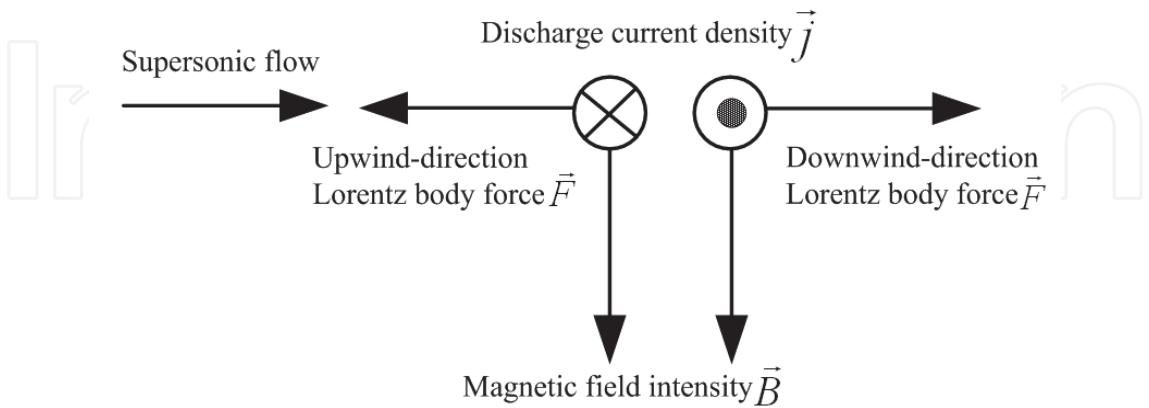 Discharge current density j⃗
Supersonic flow
Upwind-direction
Lorentz body force F⃗
Downwind-direction
Lorentz body force F⃗
Magnetic field intensity B⃗